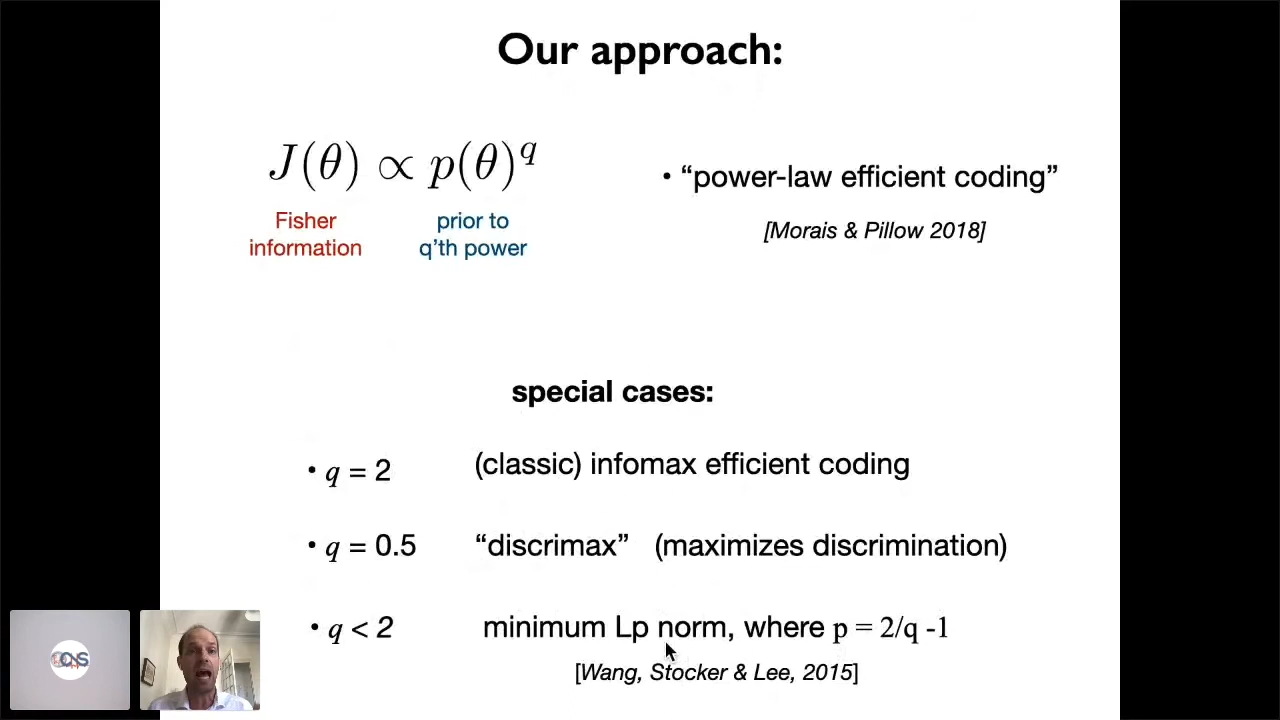 Our approach:
J(θ) ∝ p(θ)^q
Fisher information
prior to q’th power
• “power-law efficient coding”
[Morais & Pillow 2018]
special cases:
• q = 2 (classic) infomax efficient coding
• q = 0.5 “discrimax” (maximizes discrimination)
• q < 2 minimum Lp norm, where p = 2/q -1
[Wang, Stocker & Lee, 2015]